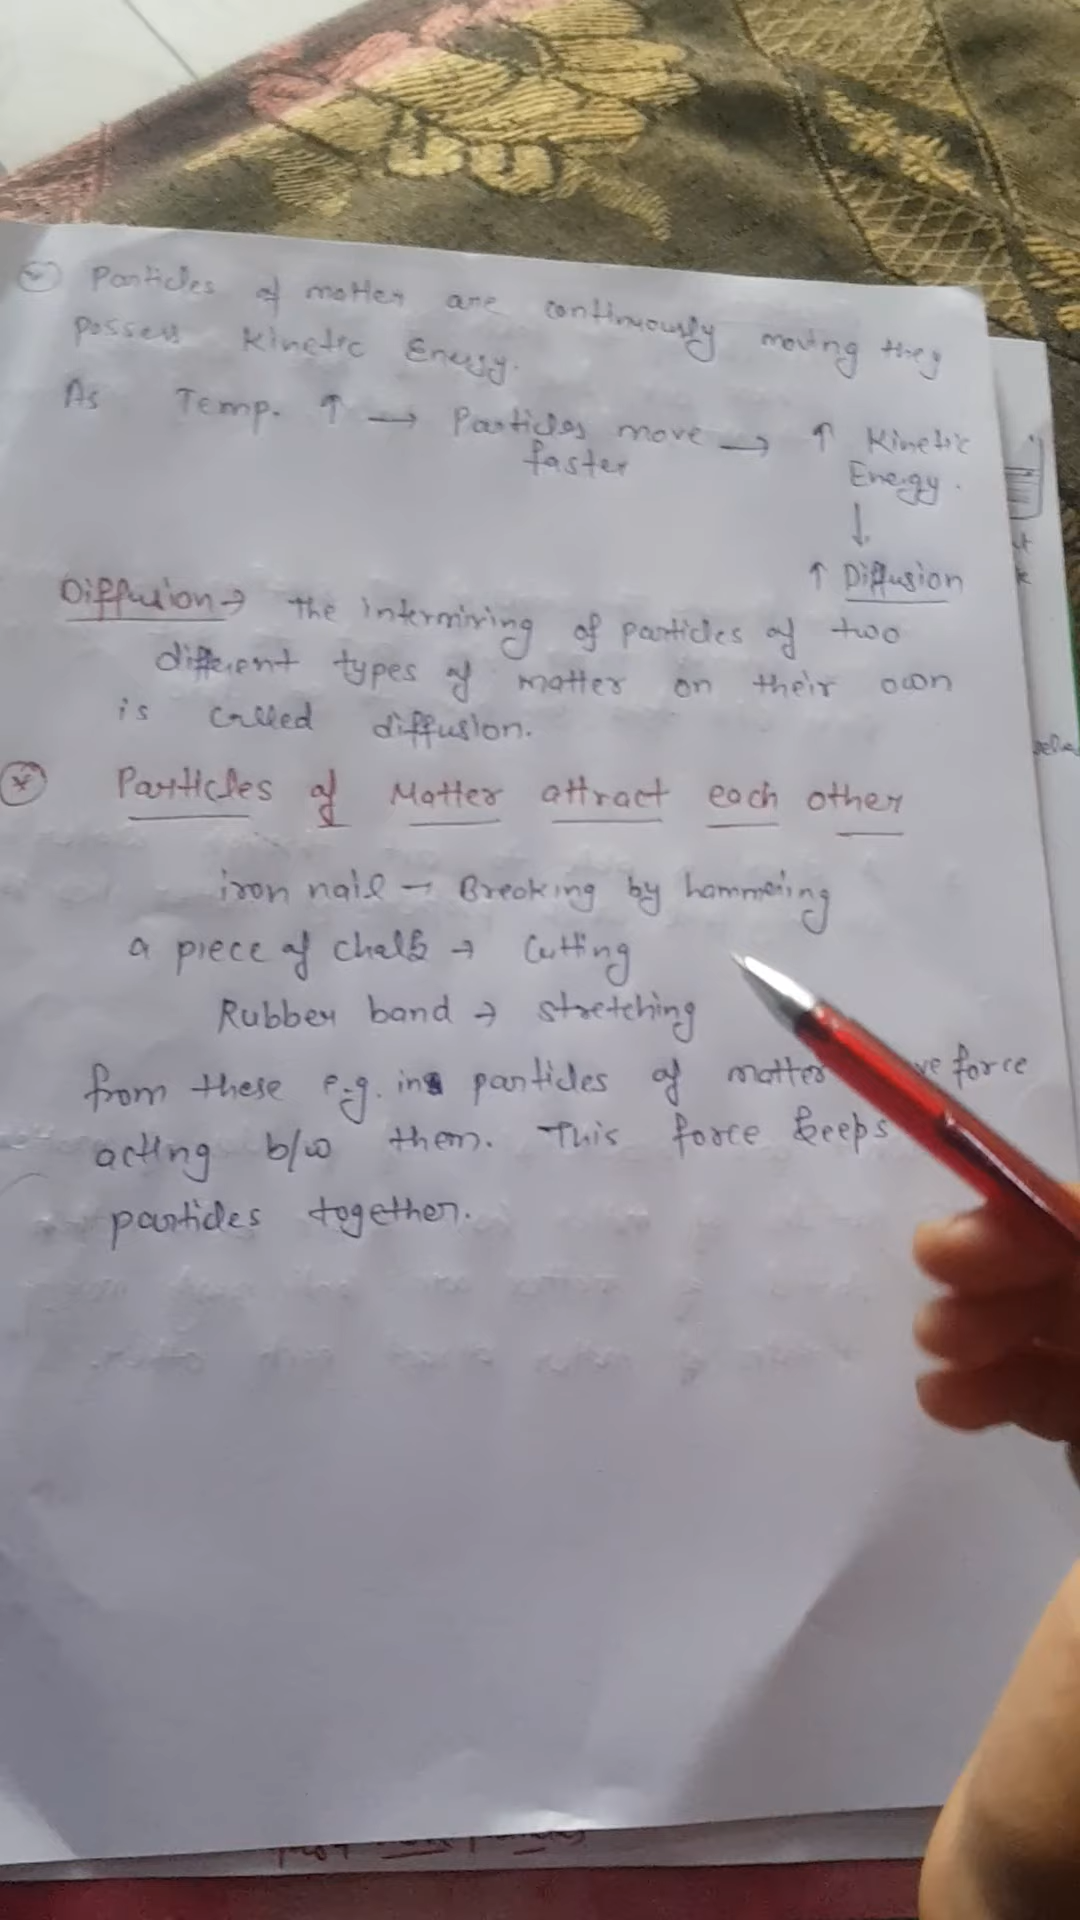 Particles of matter are continuously moving they
possess kinetic Energy.
As Temp. ↑ → Particles move → ↑ Kinetic
faster Energy.
↓
↑ Diffusion
Diffusion → the intermixing of particles of two
different types of matter on their own
is called diffusion.
Particles of Matter attract each other
iron nail → Breaking by hammering
a piece of chalk → Cutting
Rubber band → stretching
from these e.g. in particles of matter ve force
acting b/w them. This force keeps
particles together.